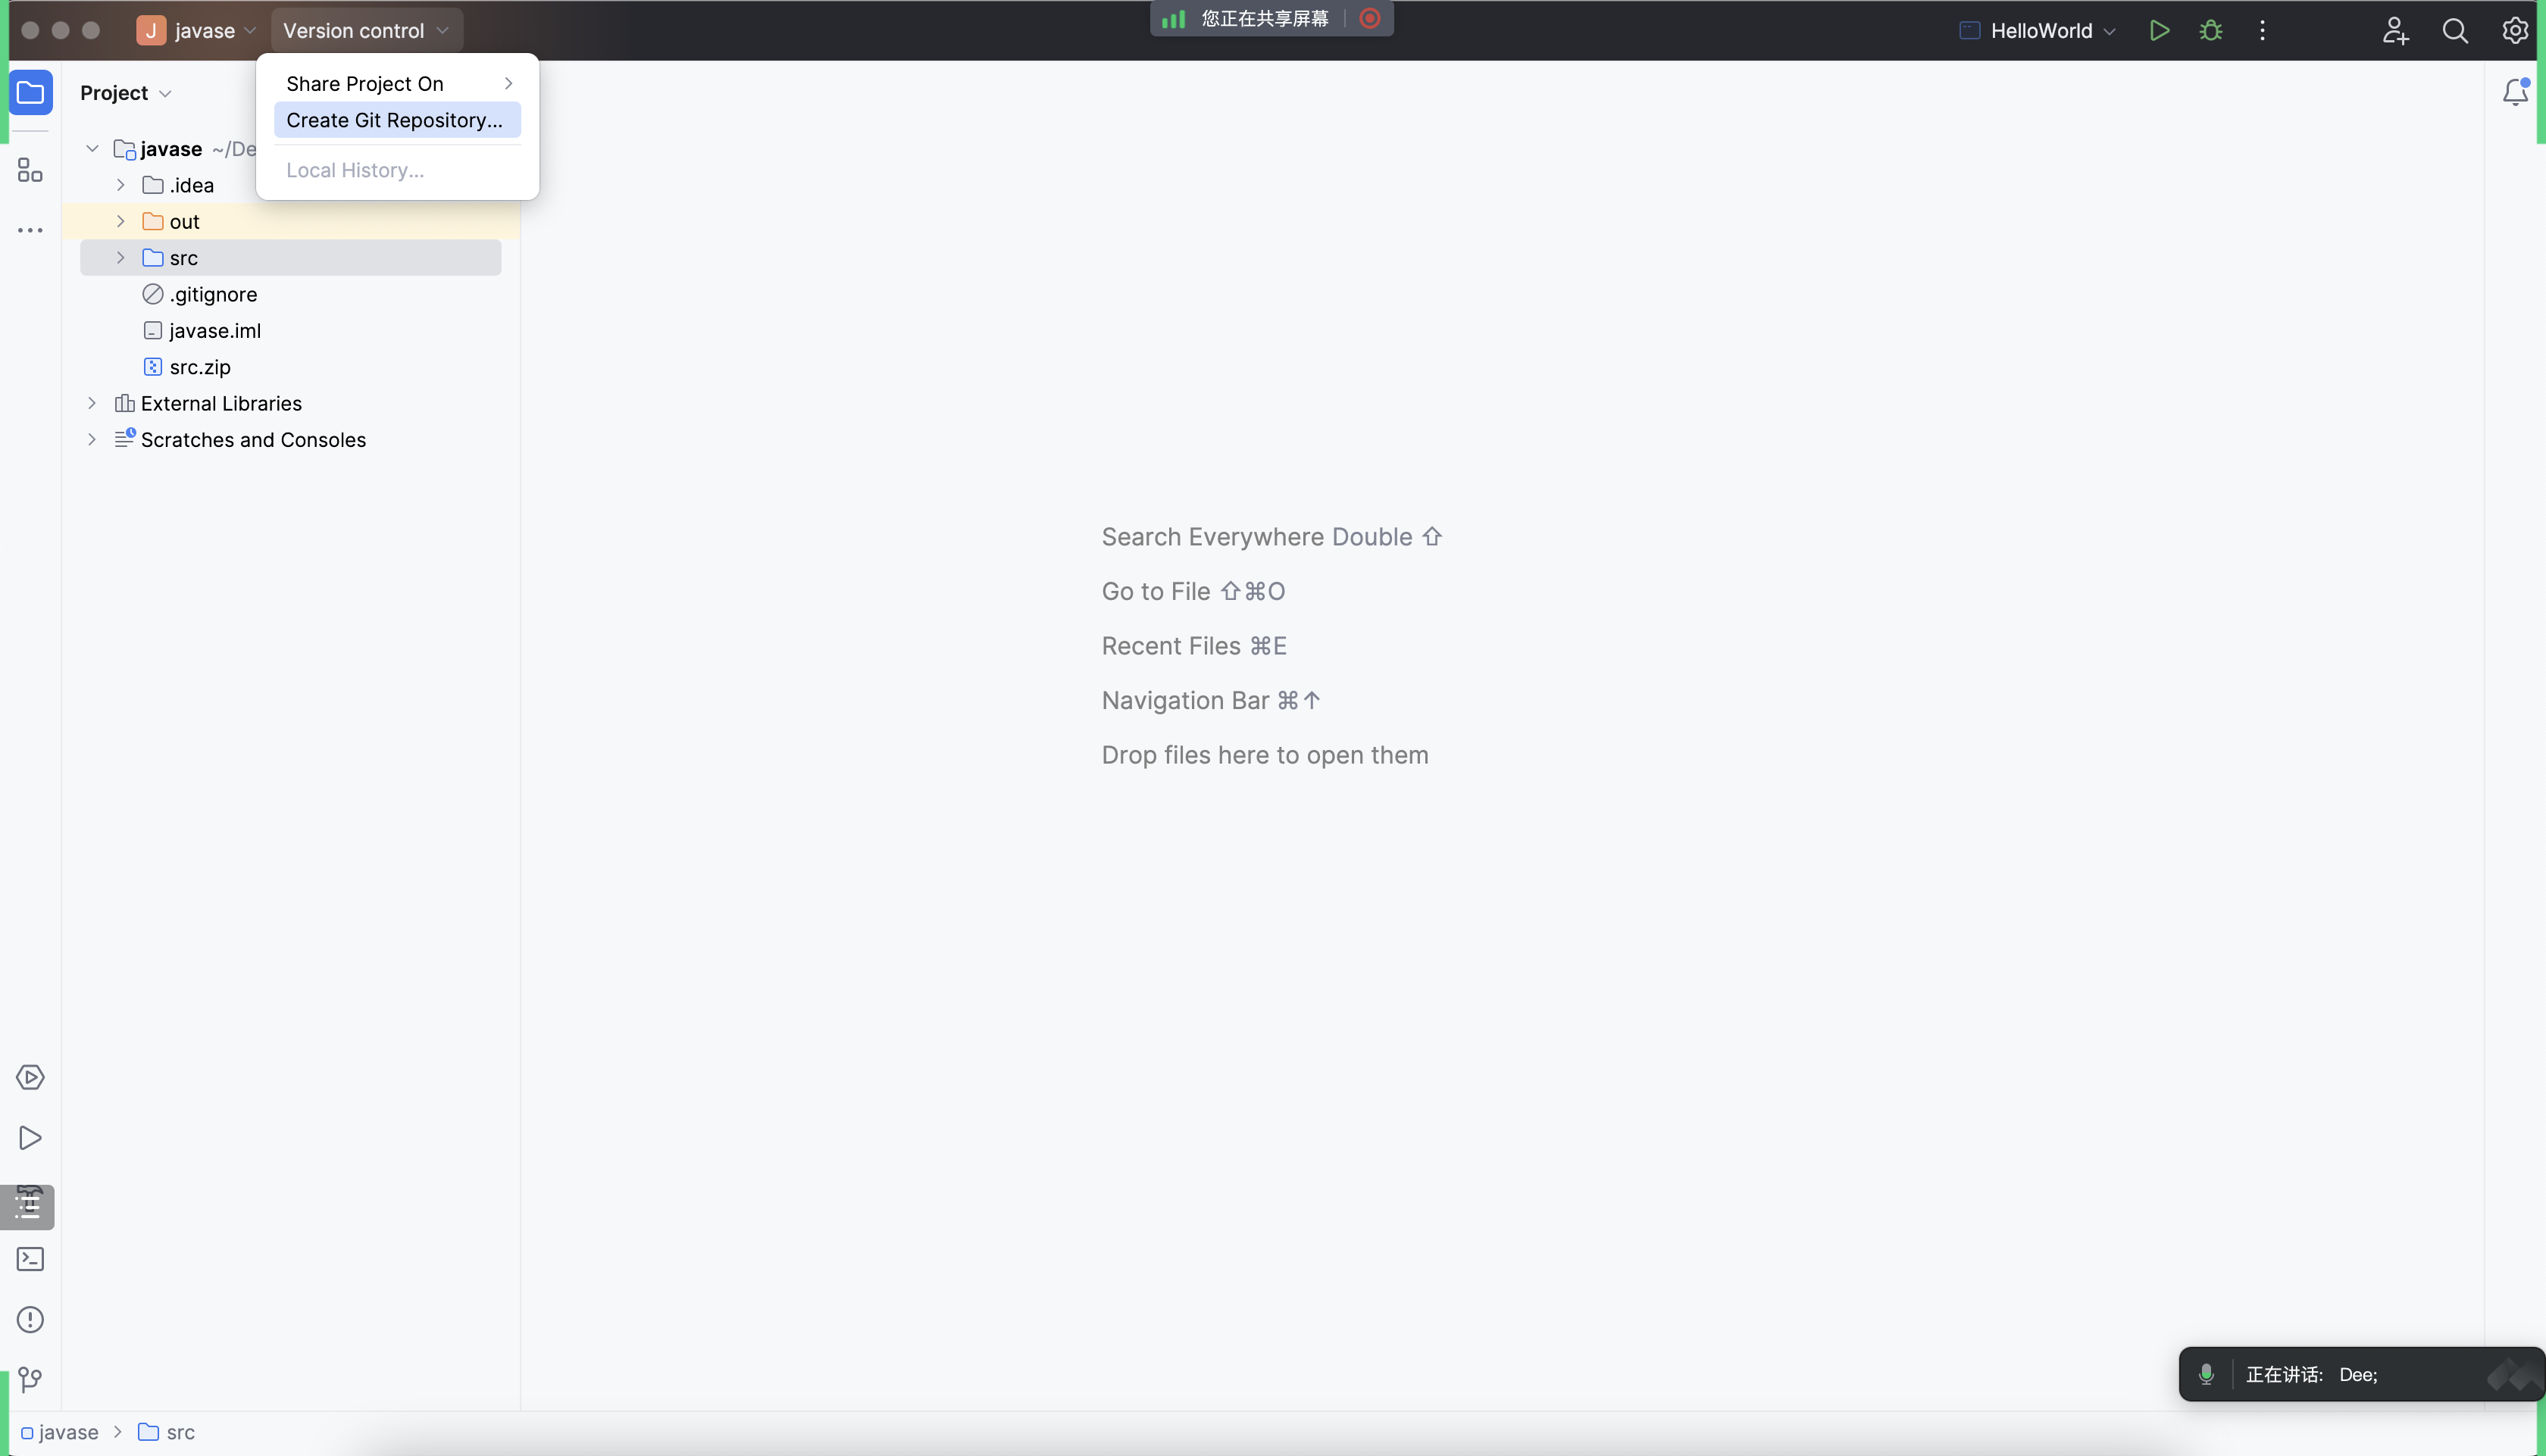 J javase Version control
您正在共享屏幕
HelloWorld
Project
Share Project On
Create Git Repository...
Local History...
javase ~/De
.idea
out
src
.gitignore
javase.iml
src.zip
External Libraries
Scratches and Consoles
Search Everywhere Double ⇧
Go to File ⇧⌘O
Recent Files ⌘E
Navigation Bar ⌘↑
Drop files here to open them
正在讲话: Dee;
javase > src